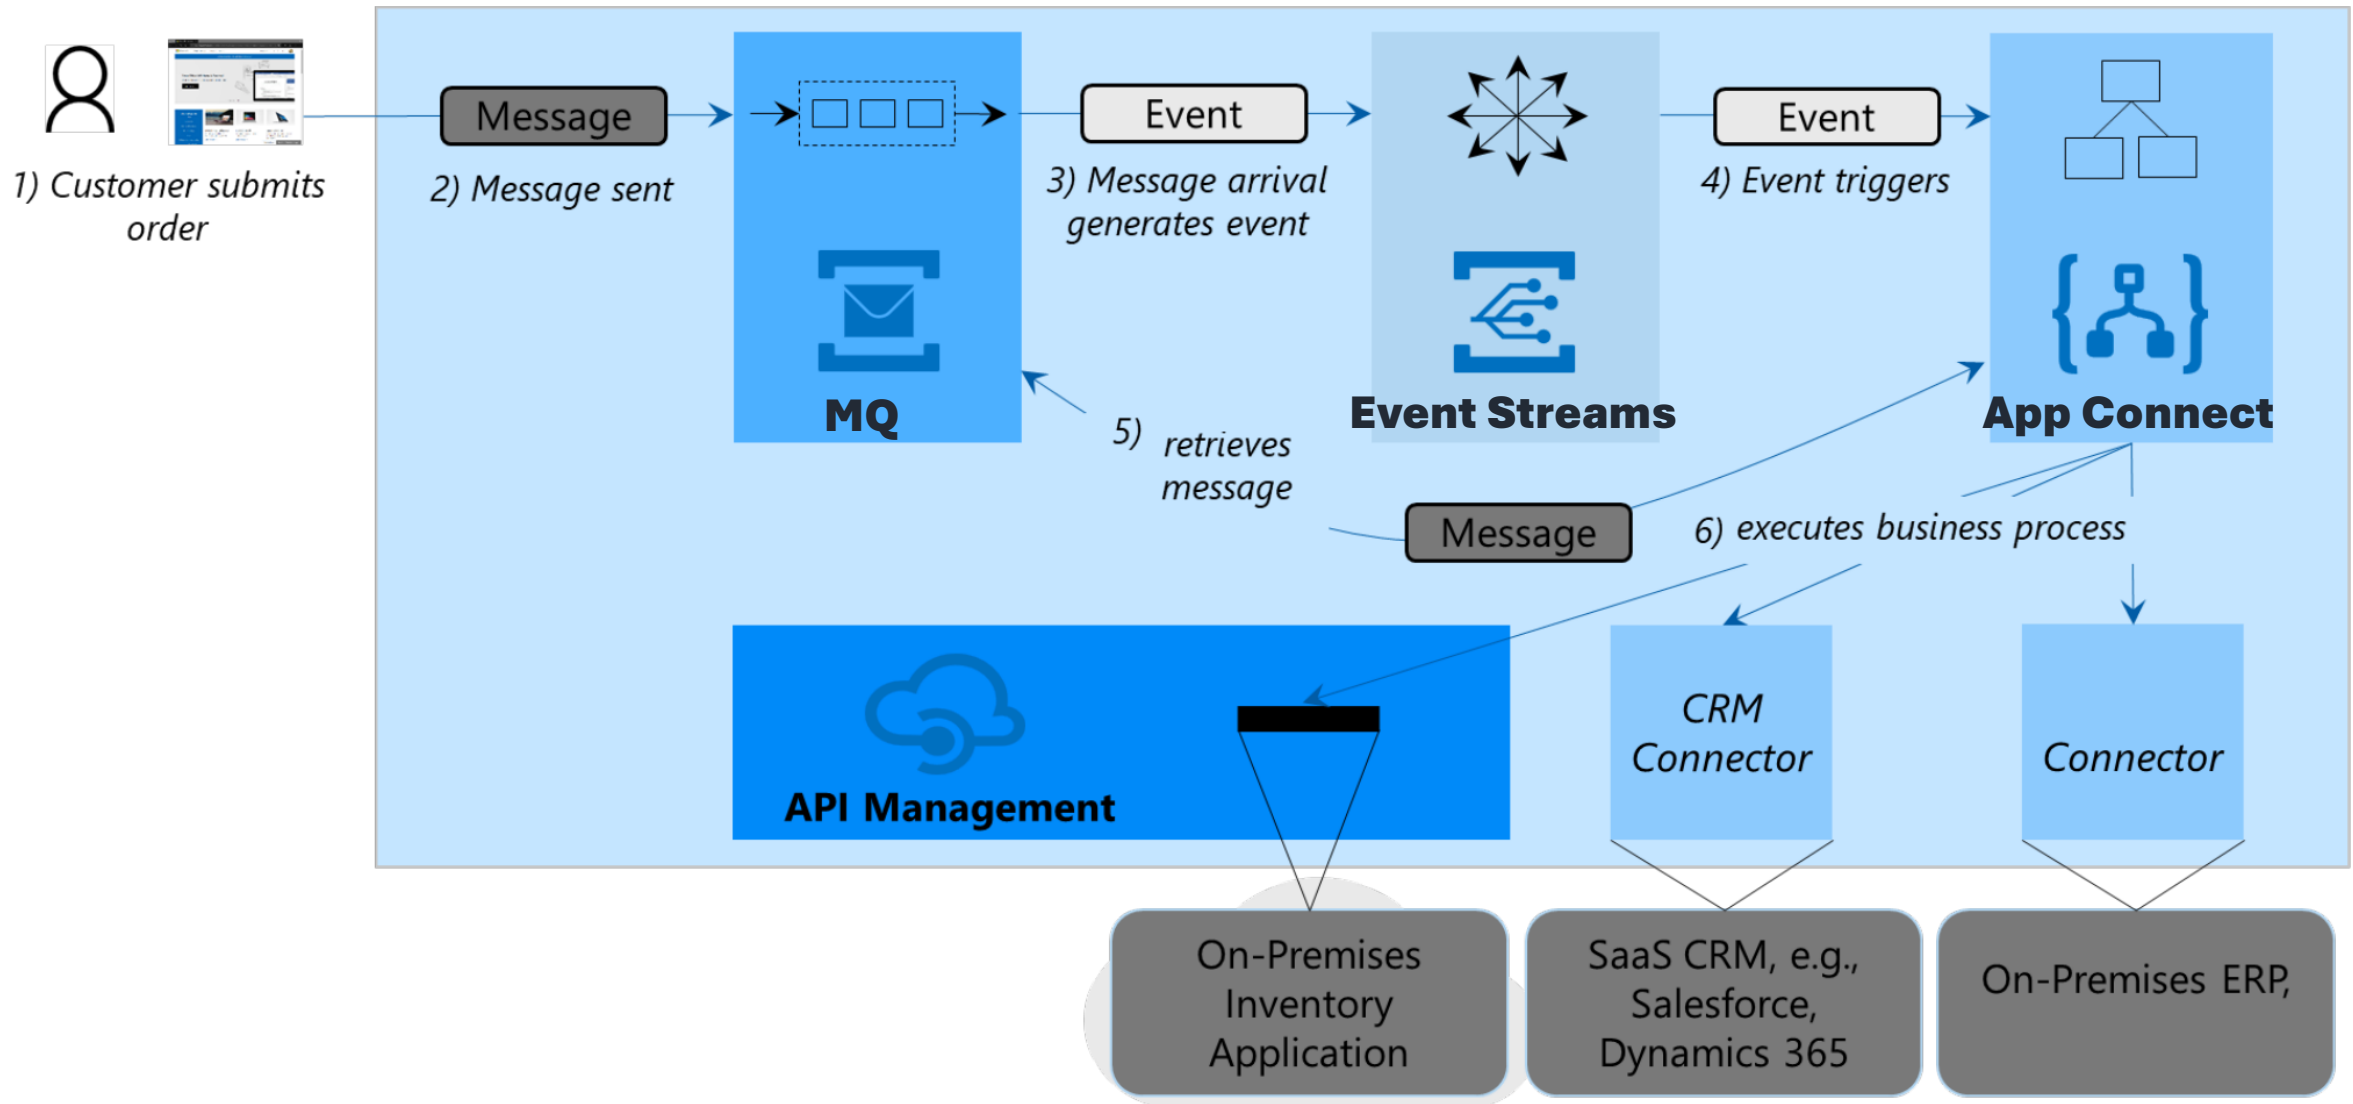 1) Customer submits
order
Message
2) Message sent
MQ
Event
3) Message arrival
generates event
Event Streams
Event
4) Event triggers
App Connect
5)
retrieves
message
Message
6) executes business process
API Management
CRM
Connector
Connector
On-Premises
Inventory
Application
SaaS CRM, e.g.,
Salesforce,
Dynamics 365
On-Premises ERP,